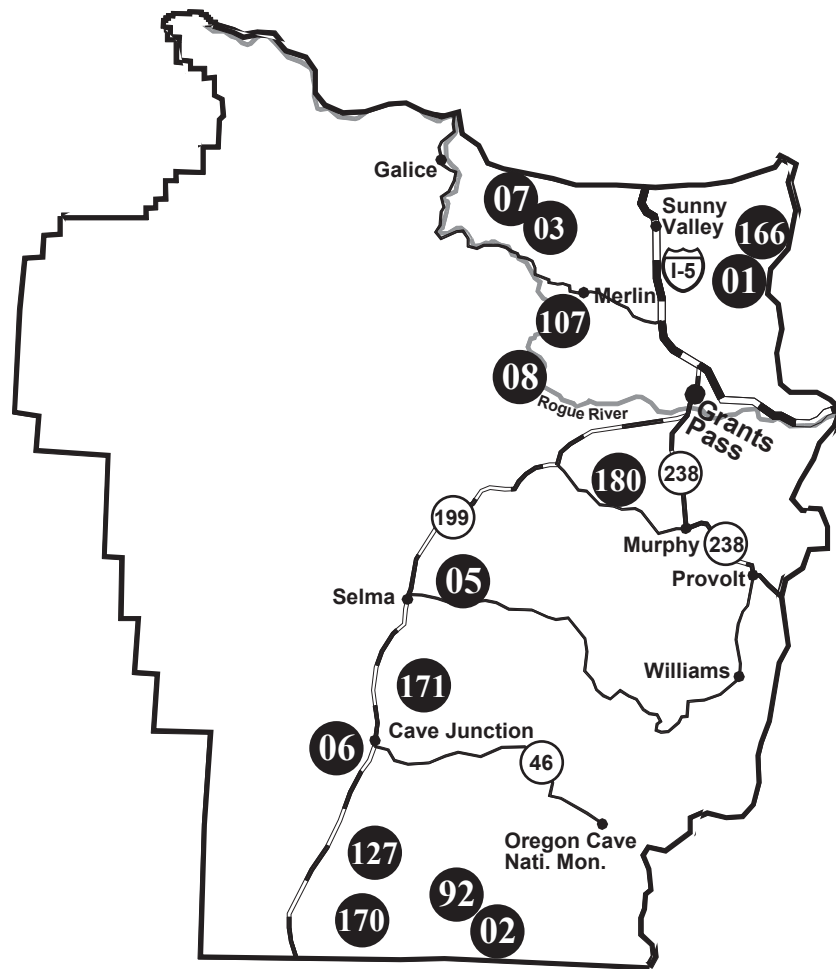 Galice
07
03
Sunny
Valley
166
I-5
01
Merlin
107
08
Rogue River
Grants
Pass
180
238
199
Murphy
238
Provolt
05
Selma
Williams
171
Cave Junction
06
46
Oregon Cave
Nati. Mon.
127
92
170
02